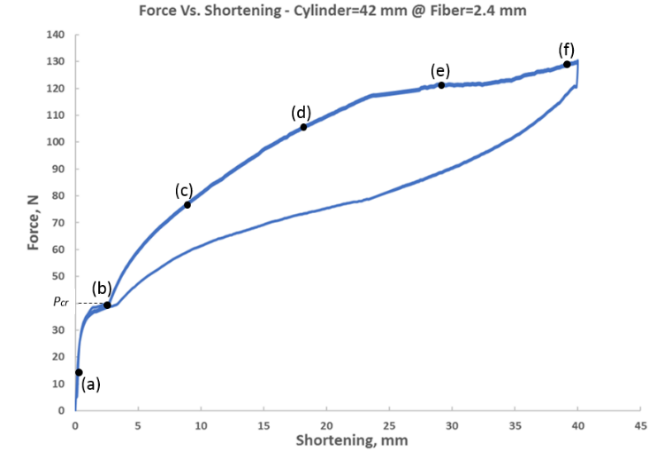 Force Vs. Shortening - Cylinder=42 mm @ Fiber=2.4 mm
140
130
120
110
100
90
80
70
60
50
Pcr
30
20
10
0
Force, N
(a)
(b)
(c)
(d)
(e)
(f)
0 5 10 15 20 25 30 35 40 45
Shortening, mm